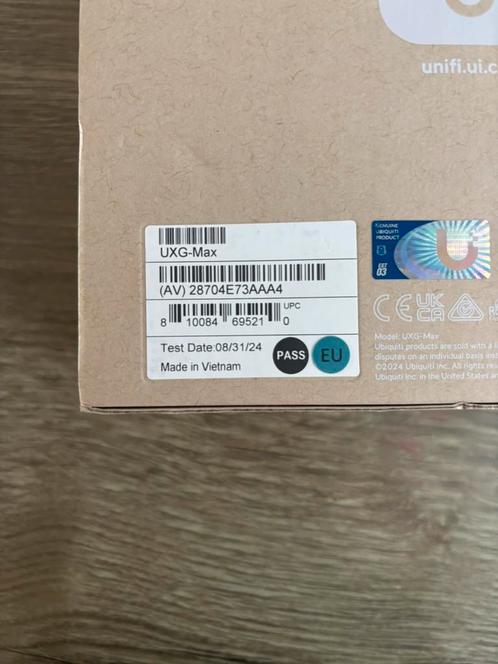 unifi.ui.c
UXG-Max
(AV) 28704E73AAA4
UPC
8 10084 69521 0
Test Date:08/31/24
PASS
EU
Made in Vietnam
GENUINE
UBIQUITI
PRODUCT
EST
03
CE UK CA
Model: UXG-Max
Ubiquiti products are sold with a l
disputes on an individual basis inst
©2024 Ubiquiti Inc. All rights res
Ubiquiti Inc. in the United States a